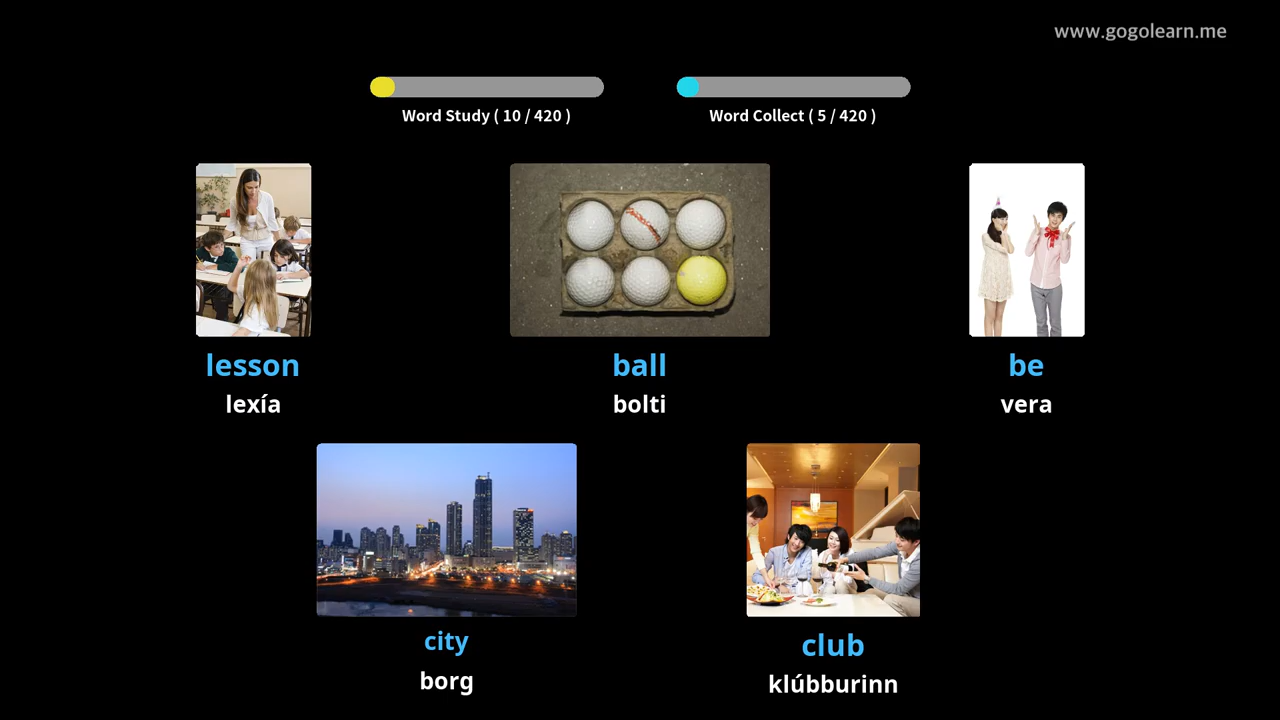 www.gogolearn.me
Word Study ( 10 / 420 )
Word Collect ( 5 / 420 )
lesson
lexía
ball
bolti
be
vera
city
borg
club
klúbburinn